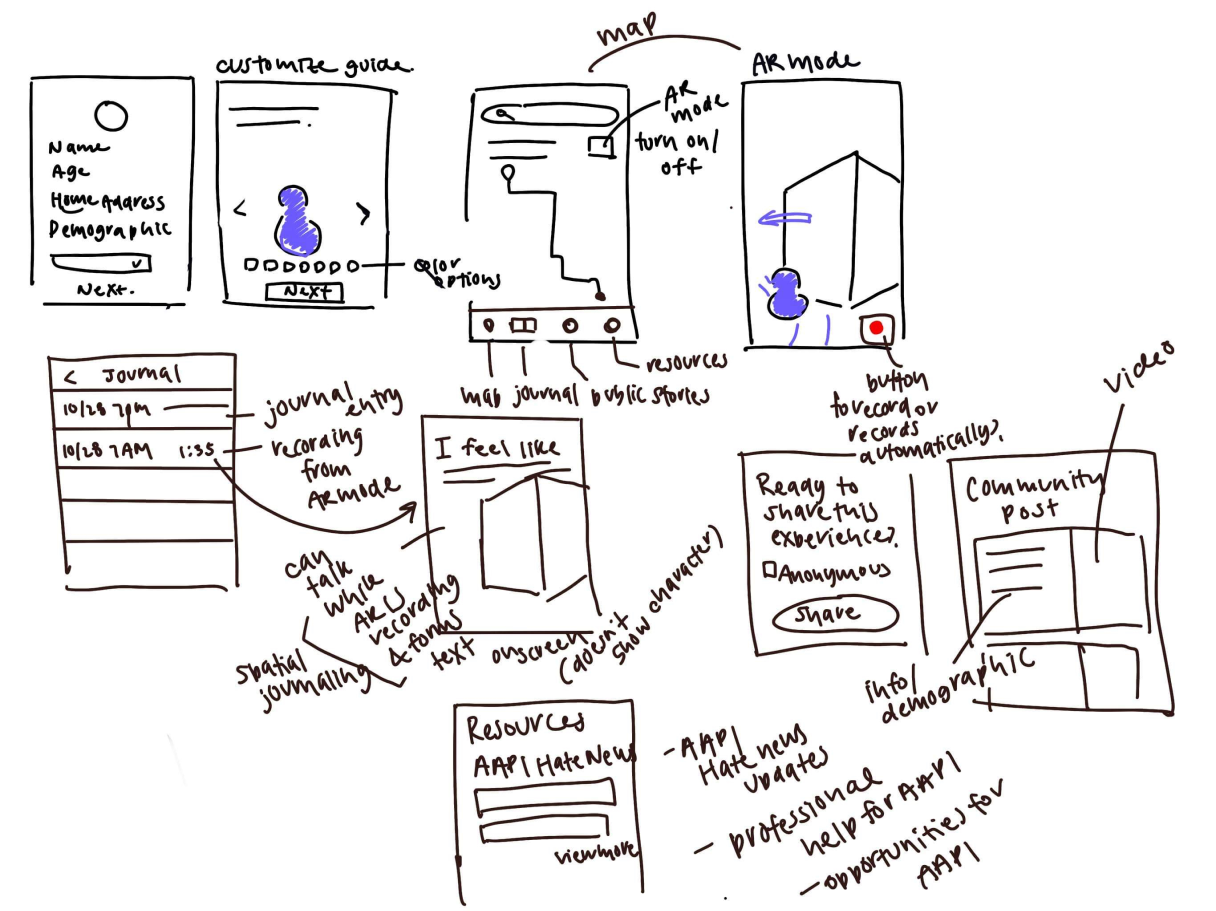 map
customize guide.
AR mode
Name
Age
Home Address
Demographic
Next.
color
options
Next
AR
mode
turn on/
off
map journal public stories
resources
button
to record or
records
automatically?
< Journal
10/28 7pm
10/28 7AM 1:35
journal
entry
recording
from
AR mode
I feel like
can
talk
while
AR is
recording
& forms
text onscreen
(doesn't
show character)
spatial
journaling
Ready to
share this
experience?
Anonymous
Share
video
Community
post
info/
demographic
Resources
AAPI Hate News
view more
- AAPI
Hate news
updates
- professional
help for AAPI
- opportunities for
AAPI